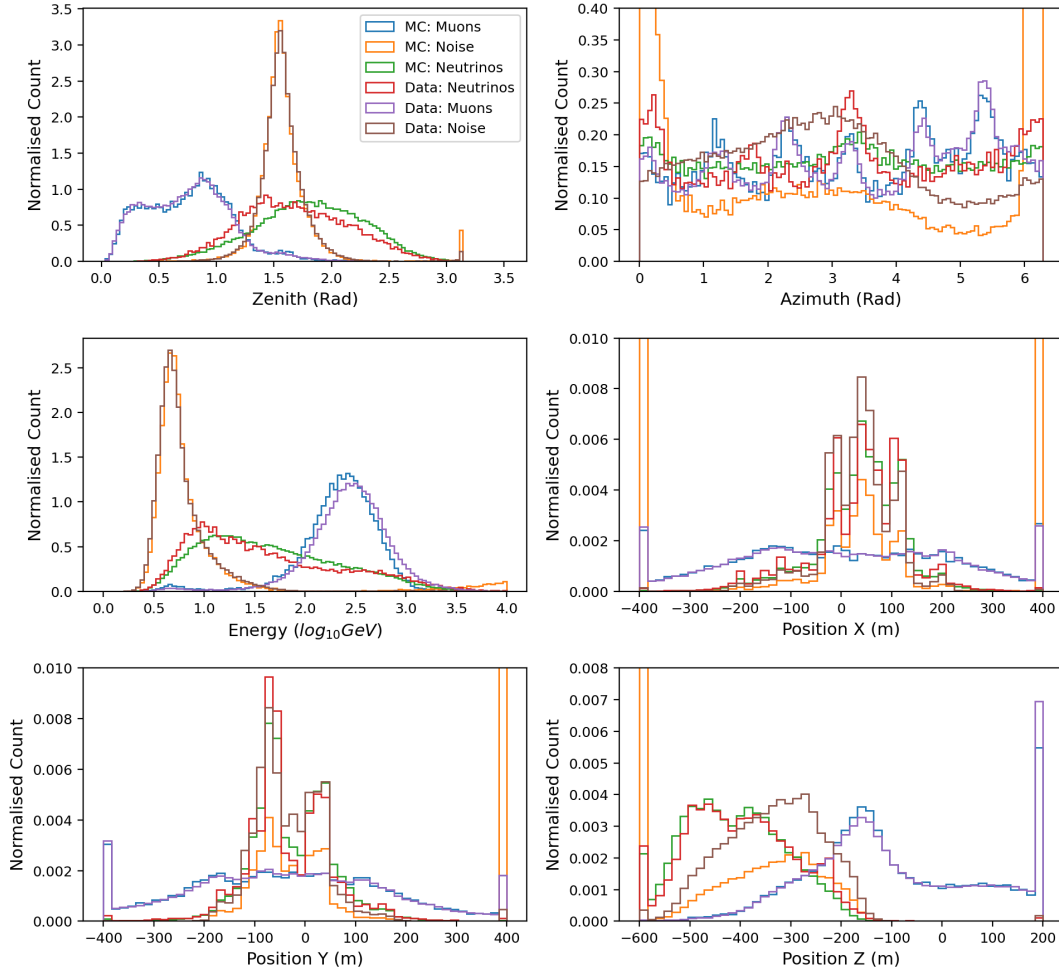 3.5
3.0
2.5
2.0
1.5
1.0
0.5
0.0
Normalised Count
MC: Muons
MC: Noise
MC: Neutrinos
Data: Neutrinos
Data: Muons
Data: Noise
0.0 0.5 1.0 1.5 2.0 2.5 3.0 3.5
Zenith (Rad)
0.40
0.35
0.30
0.25
0.20
0.15
0.10
0.05
0.00
Normalised Count
0 1 2 3 4 5 6
Azimuth (Rad)
2.5
2.0
1.5
1.0
0.5
0.0
Normalised Count
0.0 0.5 1.0 1.5 2.0 2.5 3.0 3.5 4.0
Energy (log10GeV)
0.010
0.008
0.006
0.004
0.002
0.000
Normalised Count
−400 −300 −200 −100 0 100 200 300 400
Position X (m)
0.010
0.008
0.006
0.004
0.002
0.000
Normalised Count
−400 −300 −200 −100 0 100 200 300 400
Position Y (m)
0.008
0.007
0.006
0.005
0.004
0.003
0.002
0.001
0.000
Normalised Count
−600 −500 −400 −300 −200 −100 0 100 200
Position Z (m)